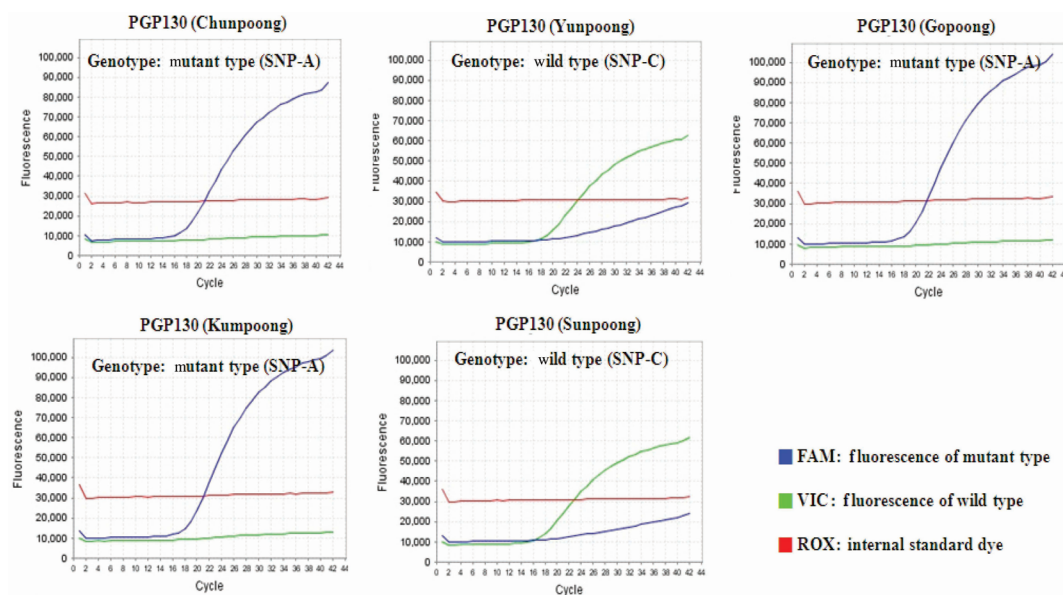 PGP130 (Chunpoong)
Genotype: mutant type (SNP-A)
100,000
90,000
80,000
70,000
60,000
50,000
40,000
30,000
20,000
10,000
0
Fluorescence
0 2 4 6 8 10 12 14 16 18 20 22 24 26 28 30 32 34 36 38 40 42 44
Cycle
PGP130 (Yunpoong)
Genotype: wild type (SNP-C)
100,000
90,000
80,000
70,000
60,000
50,000
40,000
30,000
20,000
10,000
0
Fluorescence
0 2 4 6 8 10 12 14 16 18 20 22 24 26 28 30 32 34 36 38 40 42 44
Cycle
PGP130 (Gopoong)
Genotype: mutant type (SNP-A)
100,000
90,000
80,000
70,000
60,000
50,000
40,000
30,000
20,000
10,000
0
Fluorescence
0 2 4 6 8 10 12 14 16 18 20 22 24 26 28 30 32 34 36 38 40 42 44
Cycle
PGP130 (Kumpoong)
Genotype: mutant type (SNP-A)
100,000
90,000
80,000
70,000
60,000
50,000
40,000
30,000
20,000
10,000
0
Fluorescence
0 2 4 6 8 10 12 14 16 18 20 22 24 26 28 30 32 34 36 38 40 42 44
Cycle
PGP130 (Sunpoong)
Genotype: wild type (SNP-C)
100,000
90,000
80,000
70,000
60,000
50,000
40,000
30,000
20,000
10,000
0
Fluorescence
0 2 4 6 8 10 12 14 16 18 20 22 24 26 28 30 32 34 36 38 40 42 44
Cycle
FAM: fluorescence of mutant type
VIC: fluorescence of wild type
ROX: internal standard dye